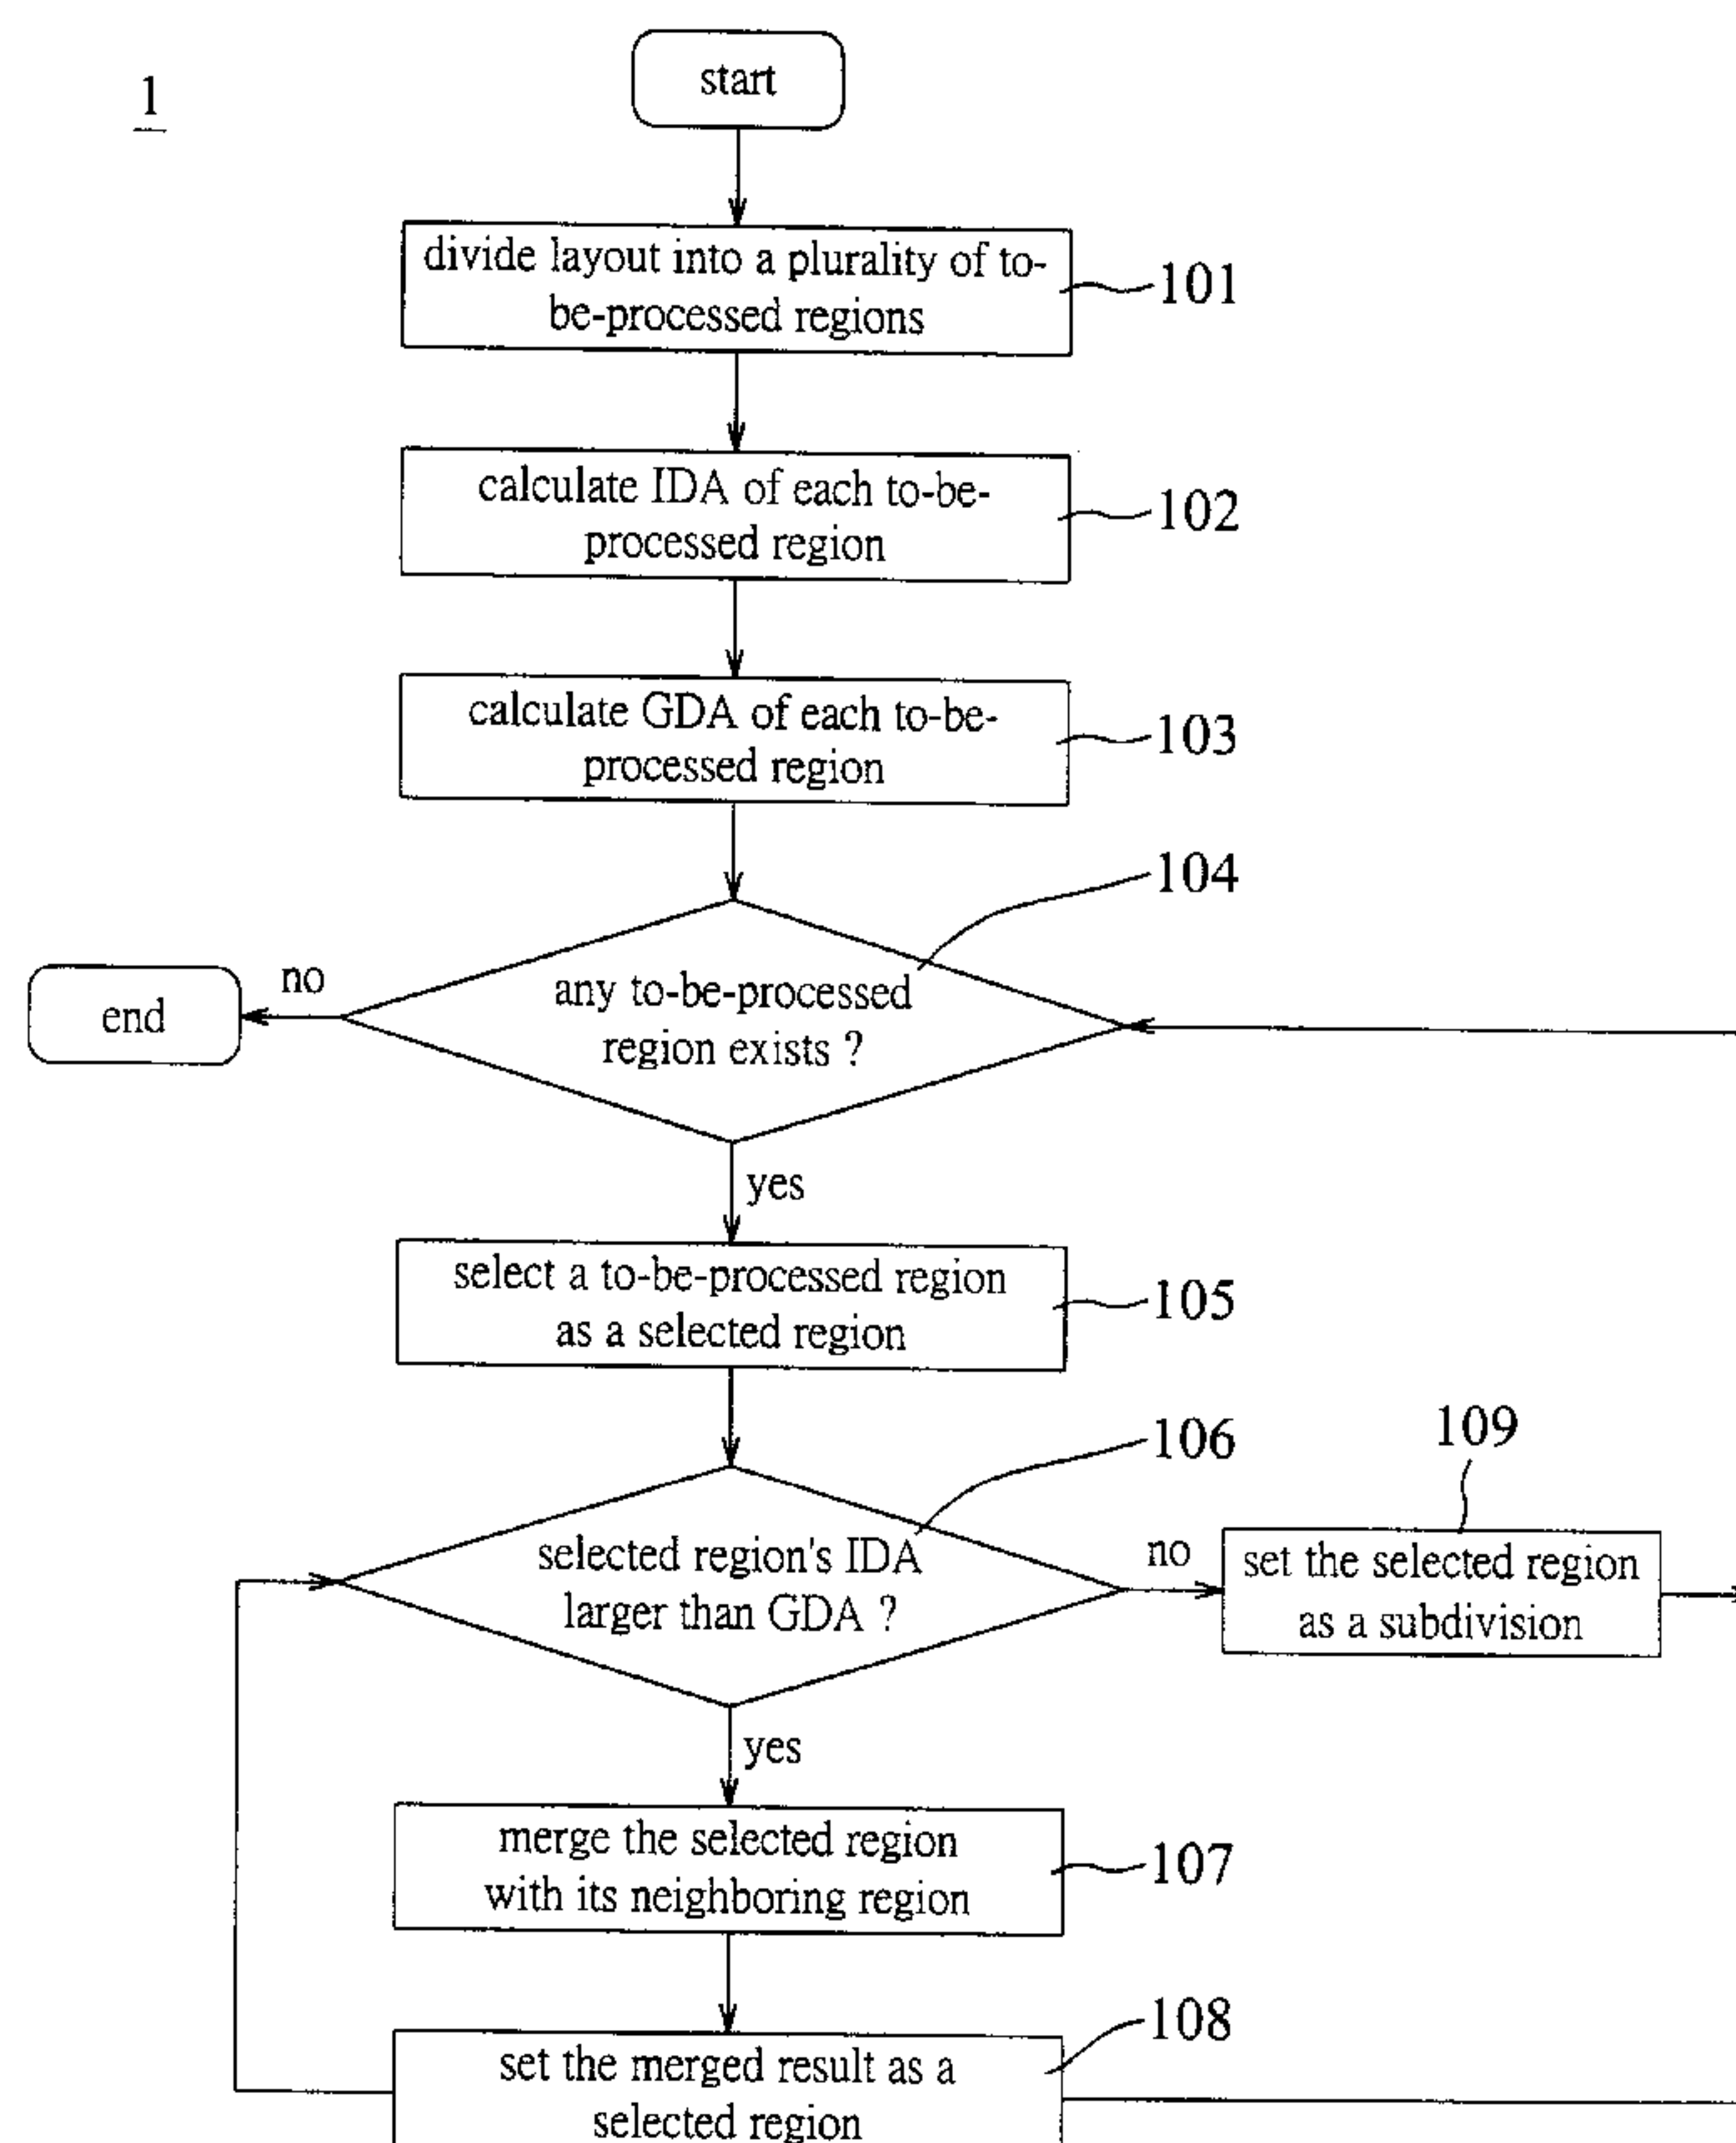 1
start
divide layout into a plurality of to-
be-processed regions
101
calculate IDA of each to-be-
processed region
102
calculate GDA of each to-be-
processed region
103
104
any to-be-processed
region exists ?
no
end
yes
select a to-be-processed region
as a selected region
105
106
selected region's IDA
larger than GDA ?
no
109
set the selected region
as a subdivision
yes
merge the selected region
with its neighboring region
107
108
set the merged result as a
selected region